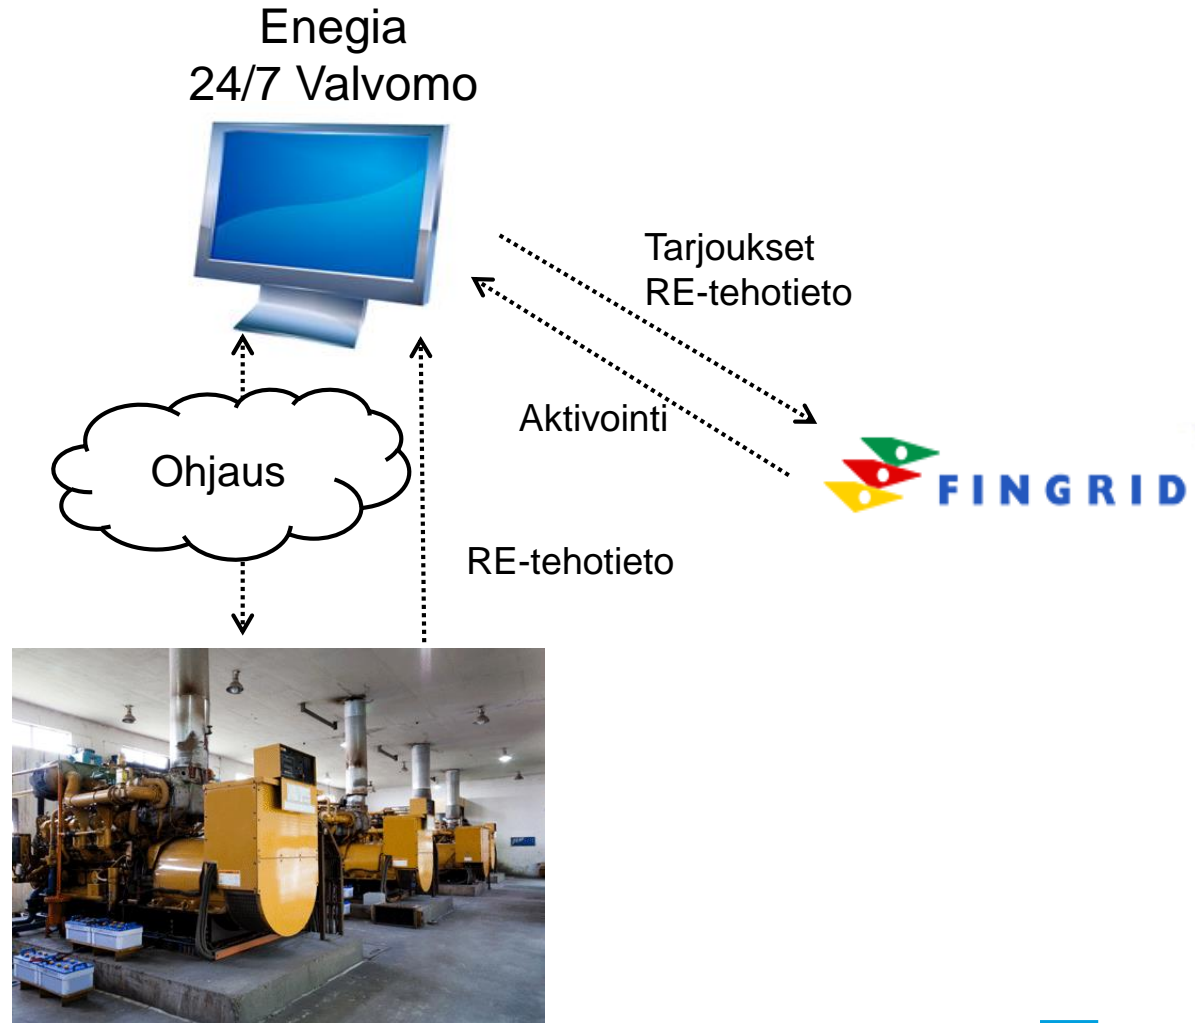 Enegia
24/7 Valvomo
Tarjoukset
RE-tehotieto
Aktivointi
Ohjaus
FINGRID
RE-tehotieto